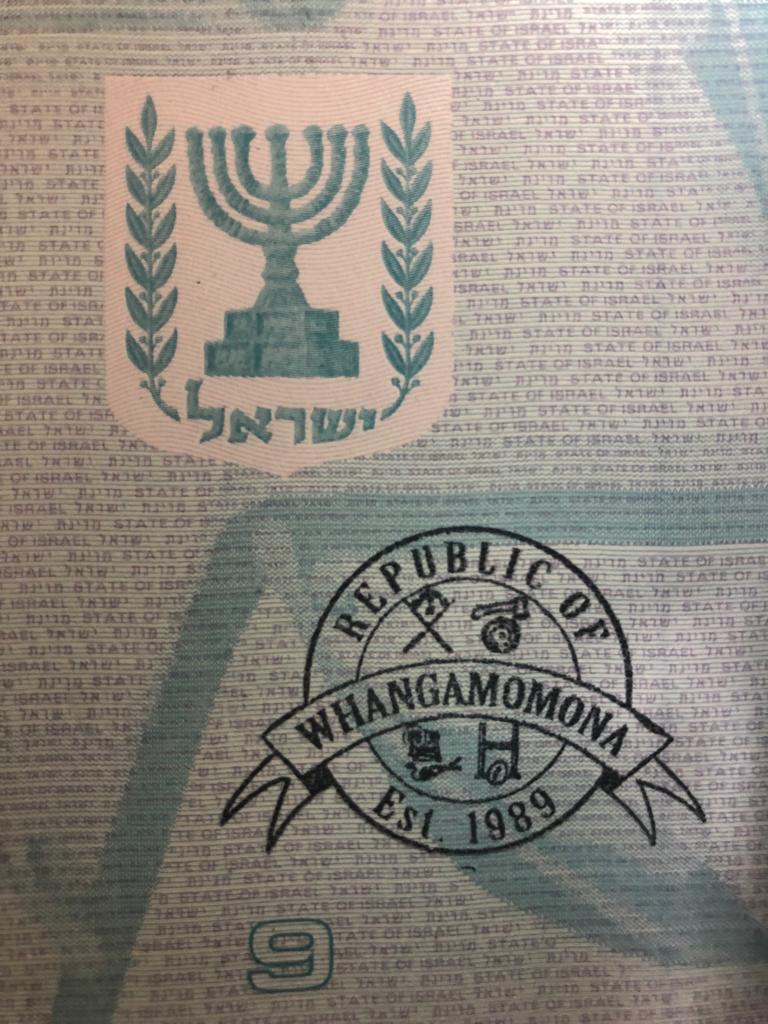 ישראל
REPUBLIC OF
WHANGAMOMONA
Est. 1989
9
STATE OF ISRAEL מדינת ישראל